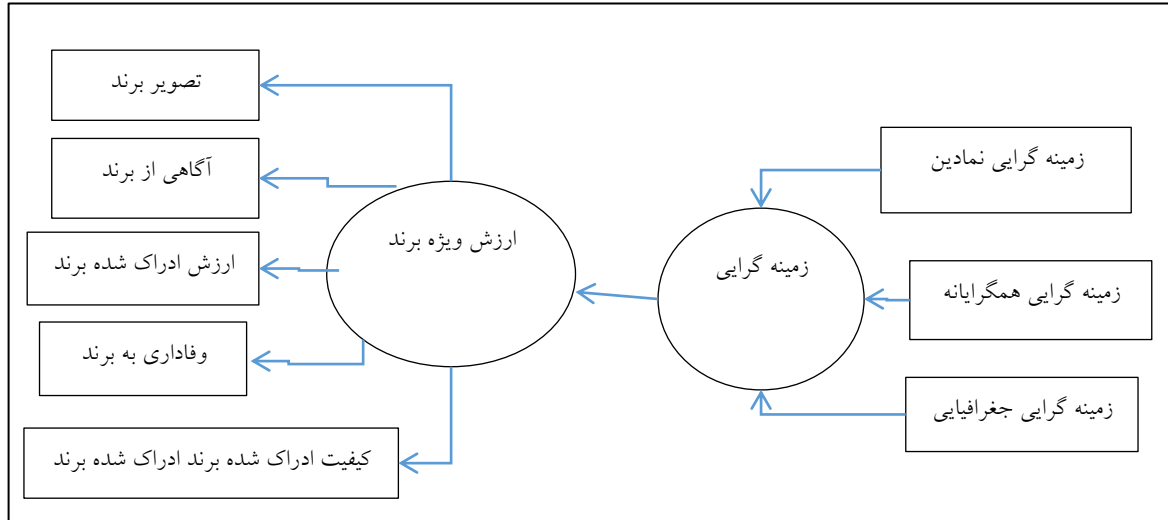 زمینه گرایی نمادین
زمینه گرایی همگرایانه
زمینه گرایی جغرافیایی
زمینه گرایی
ارزش ویژه برند
تصویر برند
آگاهی از برند
ارزش ادراک شده برند
وفاداری به برند
کیفیت ادراک شده برند ادراک شده برند